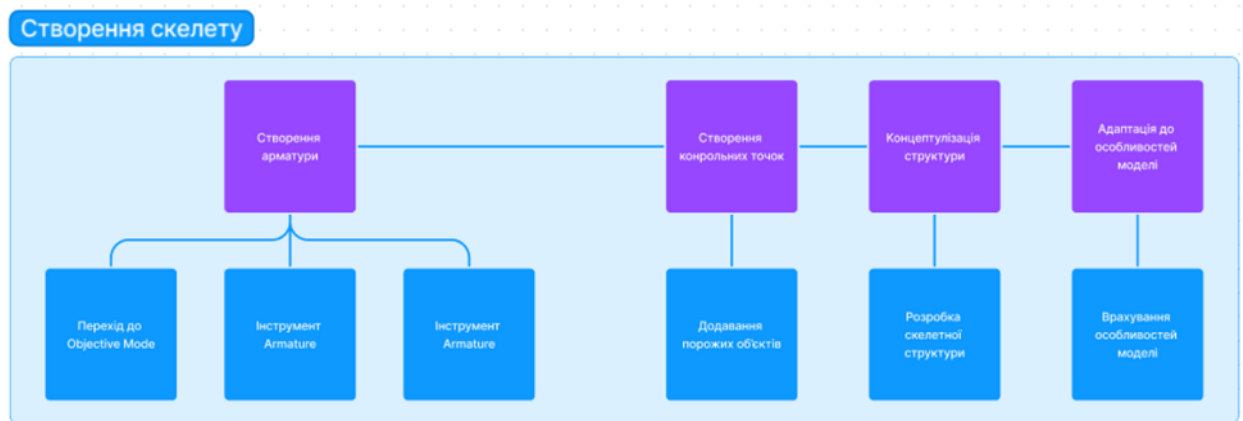 Створення скелету
Створення
арматури
Створення
конрольних точок
Концептулізація
структури
Адаптація до
особливостей
моделі
Перехід до
Objective Mode
Інструмент
Armature
Інструмент
Armature
Додавання
порожих об'єктів
Розробка
скелетної
структури
Врахування
особливостей
моделі